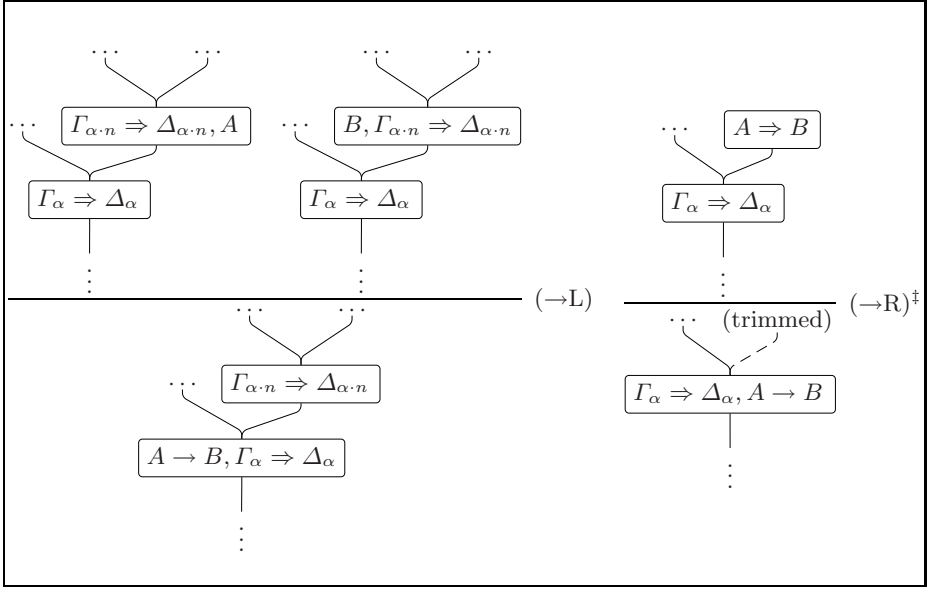 ··· ··· ··· ···
··· Γα·n ⇒ Δα·n, A ··· B, Γα·n ⇒ Δα·n ··· A ⇒ B
Γα ⇒ Δα Γα ⇒ Δα Γα ⇒ Δα
⋮ ⋮ ⋮
(→L) (→R)‡
··· ··· ··· (trimmed)
··· Γα·n ⇒ Δα·n Γα ⇒ Δα, A → B
A → B, Γα ⇒ Δα ⋮
⋮